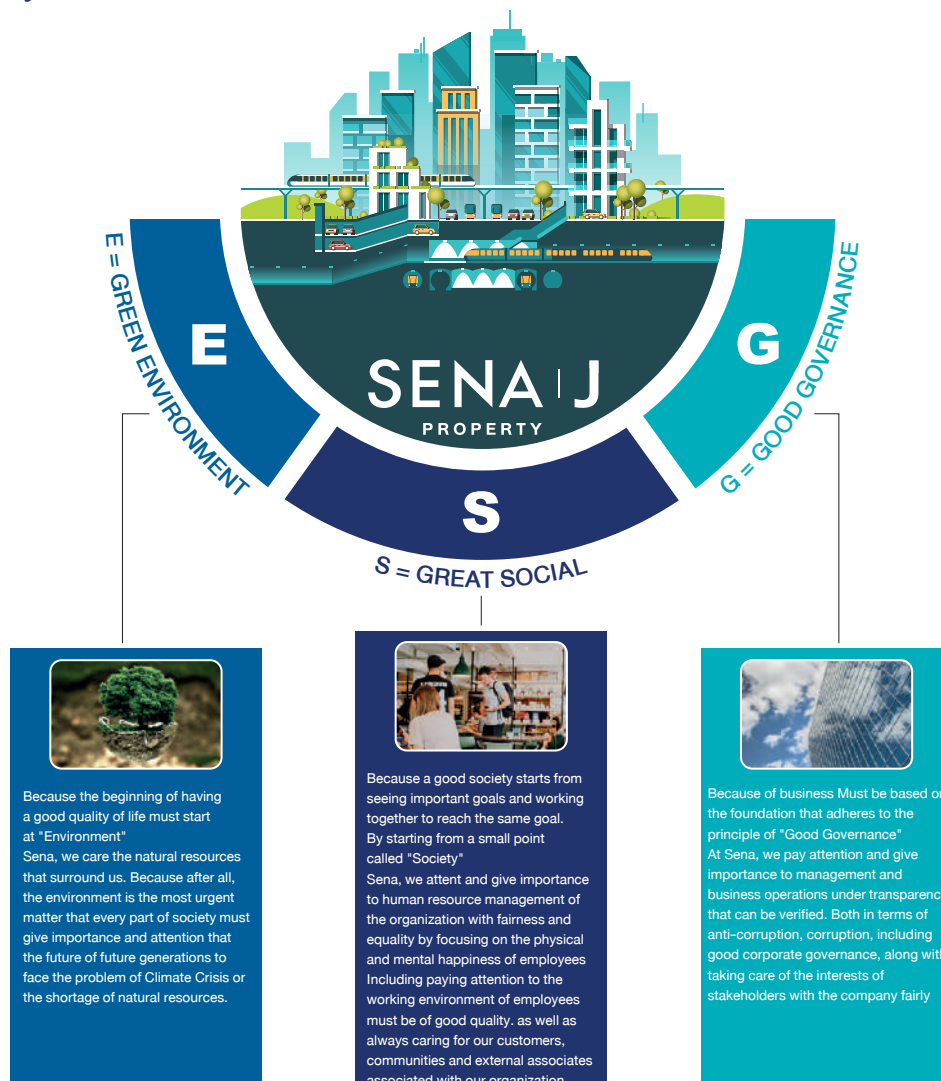 SENA J
PROPERTY
E
S
G
E = GREEN ENVIRONMENT
S = GREAT SOCIAL
G = GOOD GOVERNANCE
Because the beginning of having
a good quality of life must start
at "Environment"
Sena, we care the natural resources
that surround us. Because after all,
the environment is the most urgent
matter that every part of society must
give importance and attention that
the future of future generations to
face the problem of Climate Crisis or
the shortage of natural resources.
Because a good society starts from
seeing important goals and working
together to reach the same goal.
By starting from a small point
called "Society"
Sena, we attent and give importance
to human resource management of
the organization with fairness and
equality by focusing on the physical
and mental happiness of employees
Including paying attention to the
working environment of employees
must be of good quality. as well as
always caring for our customers,
communities and external associates
associated with our organization
Because of business Must be based on
the foundation that adheres to the
principle of "Good Governance"
At Sena, we pay attention and give
importance to management and
business operations under transparenc
that can be verified. Both in terms of
anti-corruption, corruption, including
good corporate governance, along with
taking care of the interests of
stakeholders with the company fairly